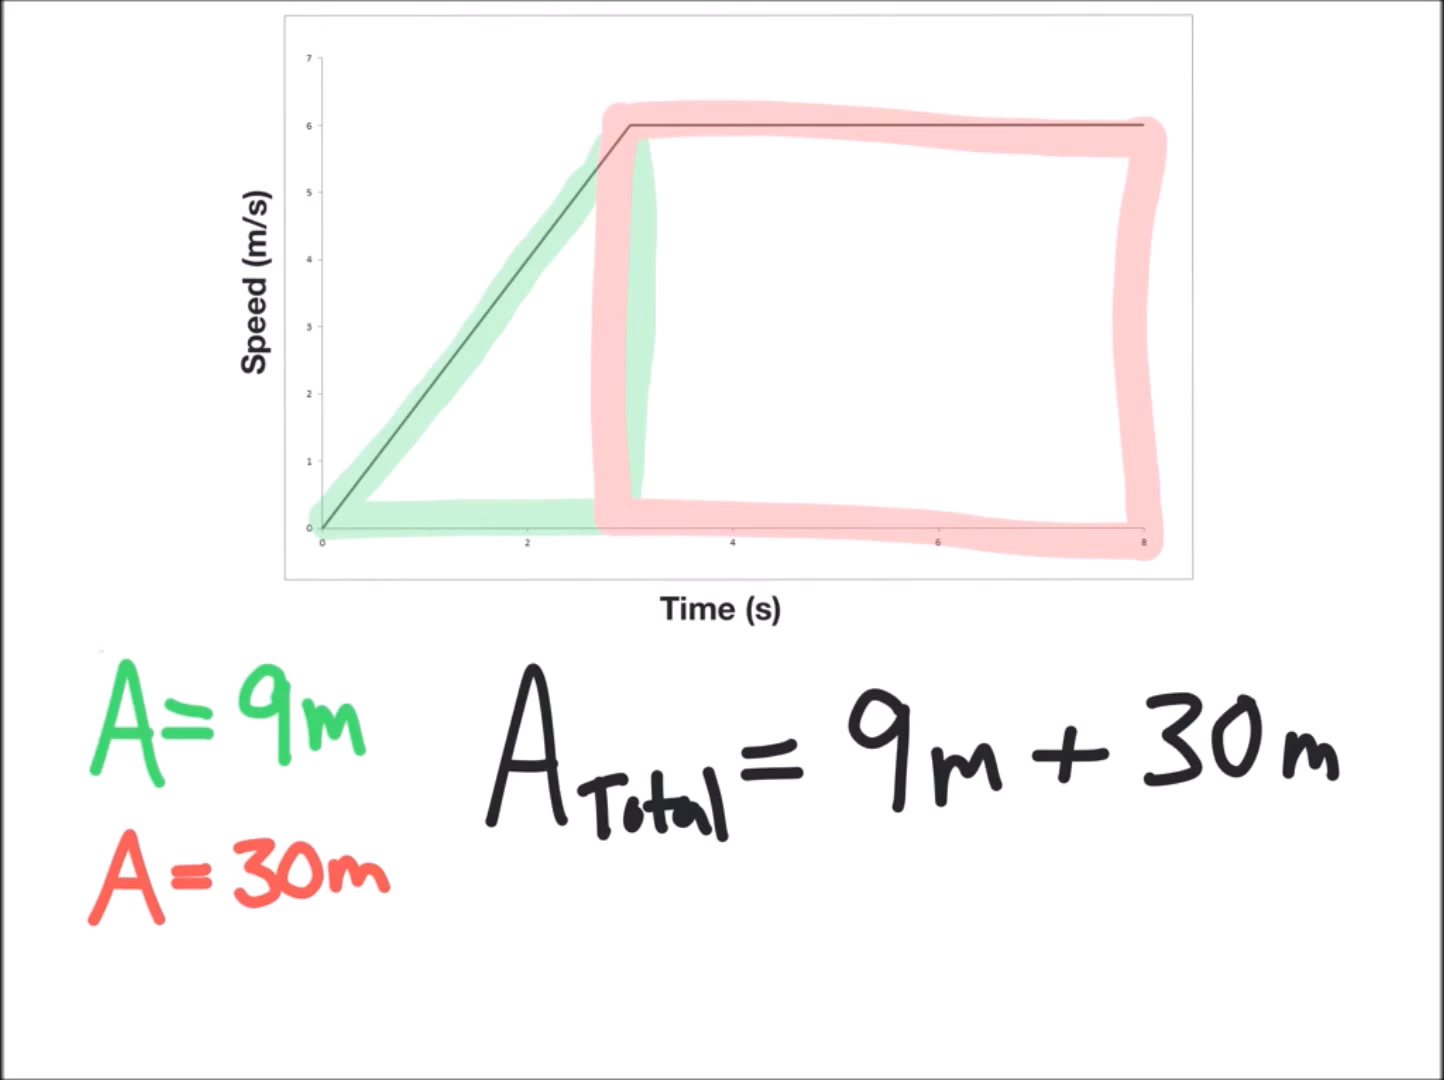 7
6
5
4
3
2
1
0
0 2 4 6 8
Speed (m/s)
Time (s)
A = 9m
A = 30m
A Total = 9m + 30m